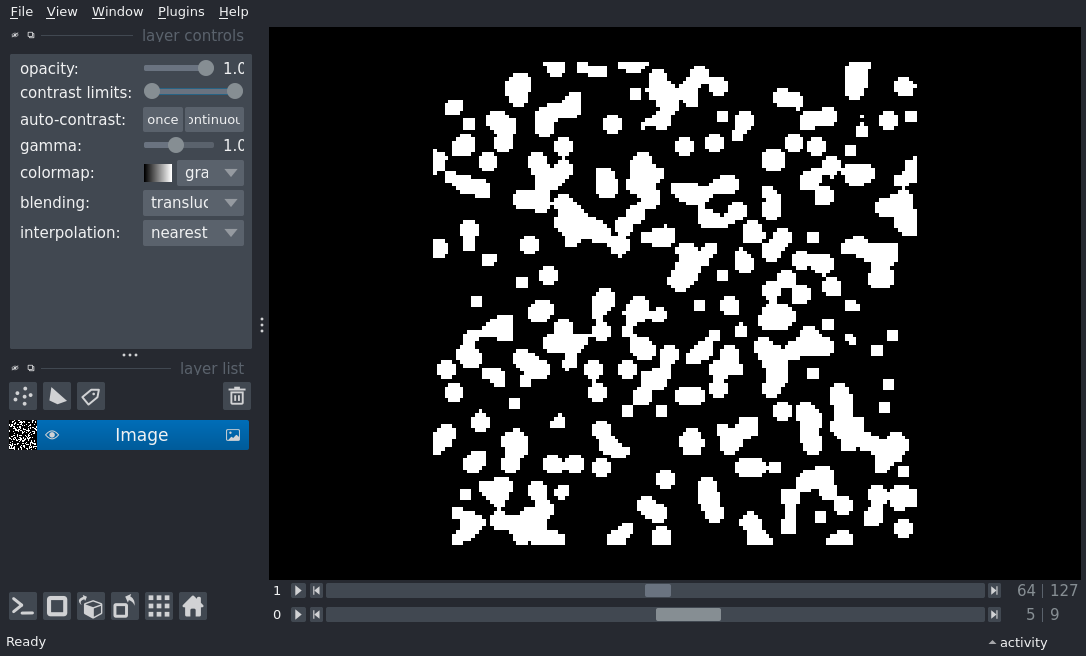 File View Window Plugins Help
layer controls
opacity: 1.0
contrast limits:
auto-contrast: once ontinuou
gamma: 1.0
colormap: gra
blending: transluc
interpolation: nearest
layer list
Image
1 64 127
0 5 9
Ready activity